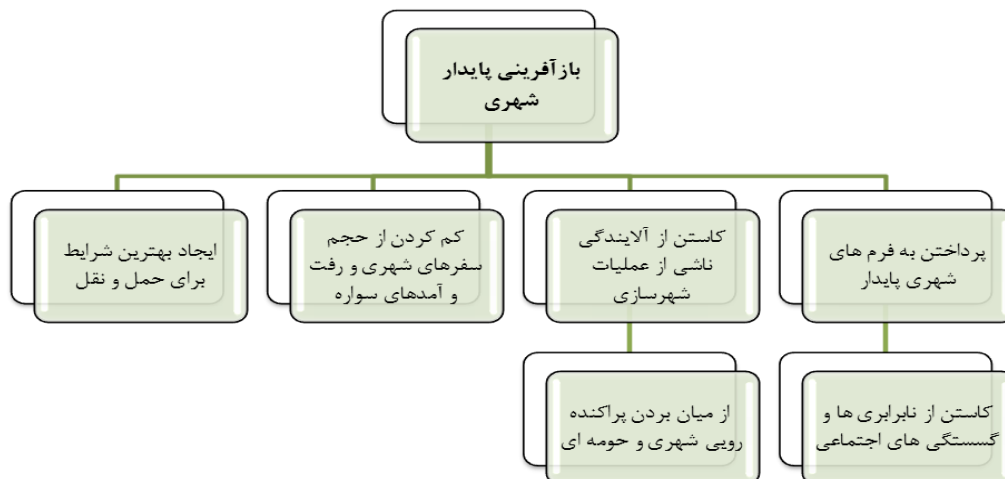 باز آفرینی پایدار
شهری
پرداختن به فرم های
شهری پایدار
کاستن از آلایندگی
ناشی از عملیات
شهرسازی
کم کردن از حجم
سفرهای شهری و رفت
و آمدهای سواره
ایجاد بهترین شرایط
برای حمل و نقل
کاستن از نابرابری ها و
گسستگی های اجتماعی
از میان بردن پراکنده
رویی شهری و حومه ای